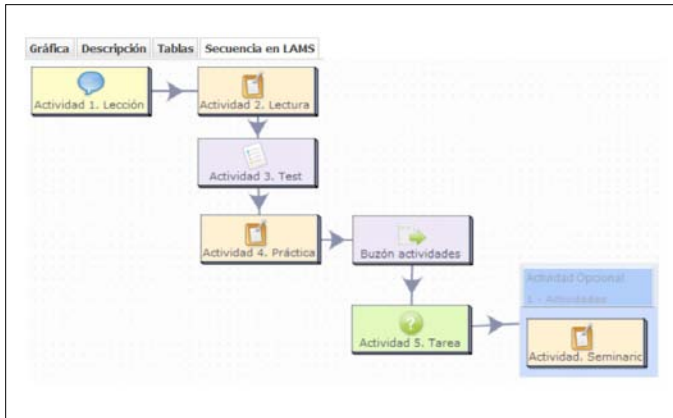 Gráfica Descripción Tablas Secuencia en LAMS
Actividad 1. Lección
Actividad 2. Lectura
Actividad 3. Test
Actividad 4. Práctica
Buzón actividades
Actividad Opcional
1 - Actividades
Actividad 5. Tarea
Actividad. Seminaric